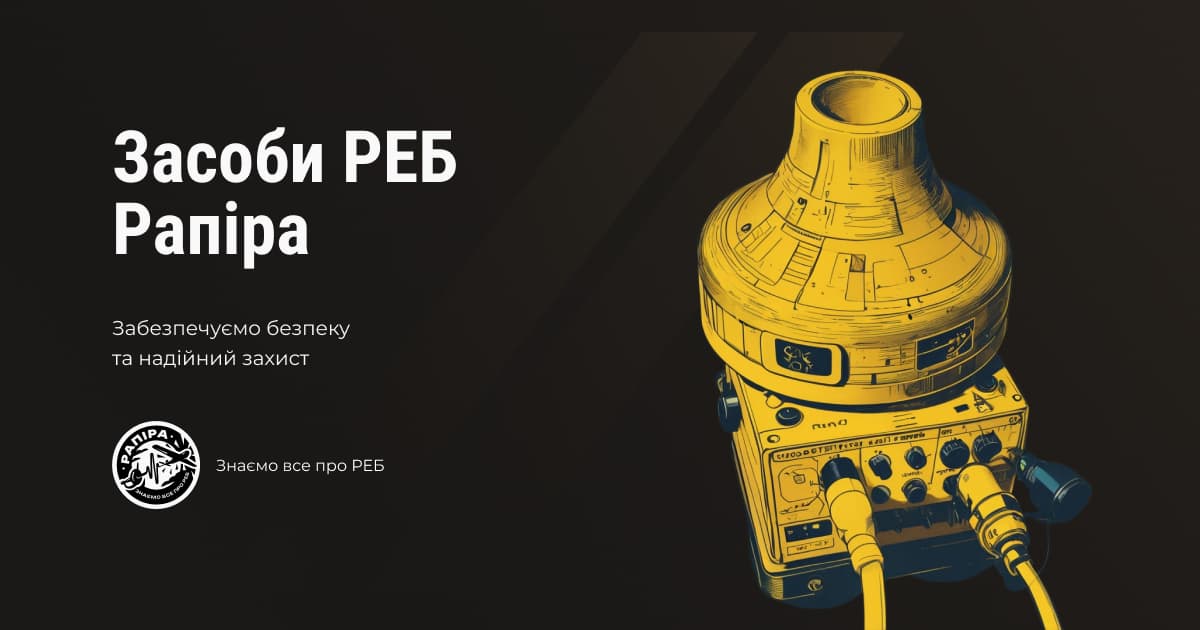 Засоби РЕБ
Рапіра
Забезпечуємо безпеку
та надійний захист
РАПІРА
ЗНАЄМО ВСЕ ПРО РЕБ
Знаємо все про РЕБ